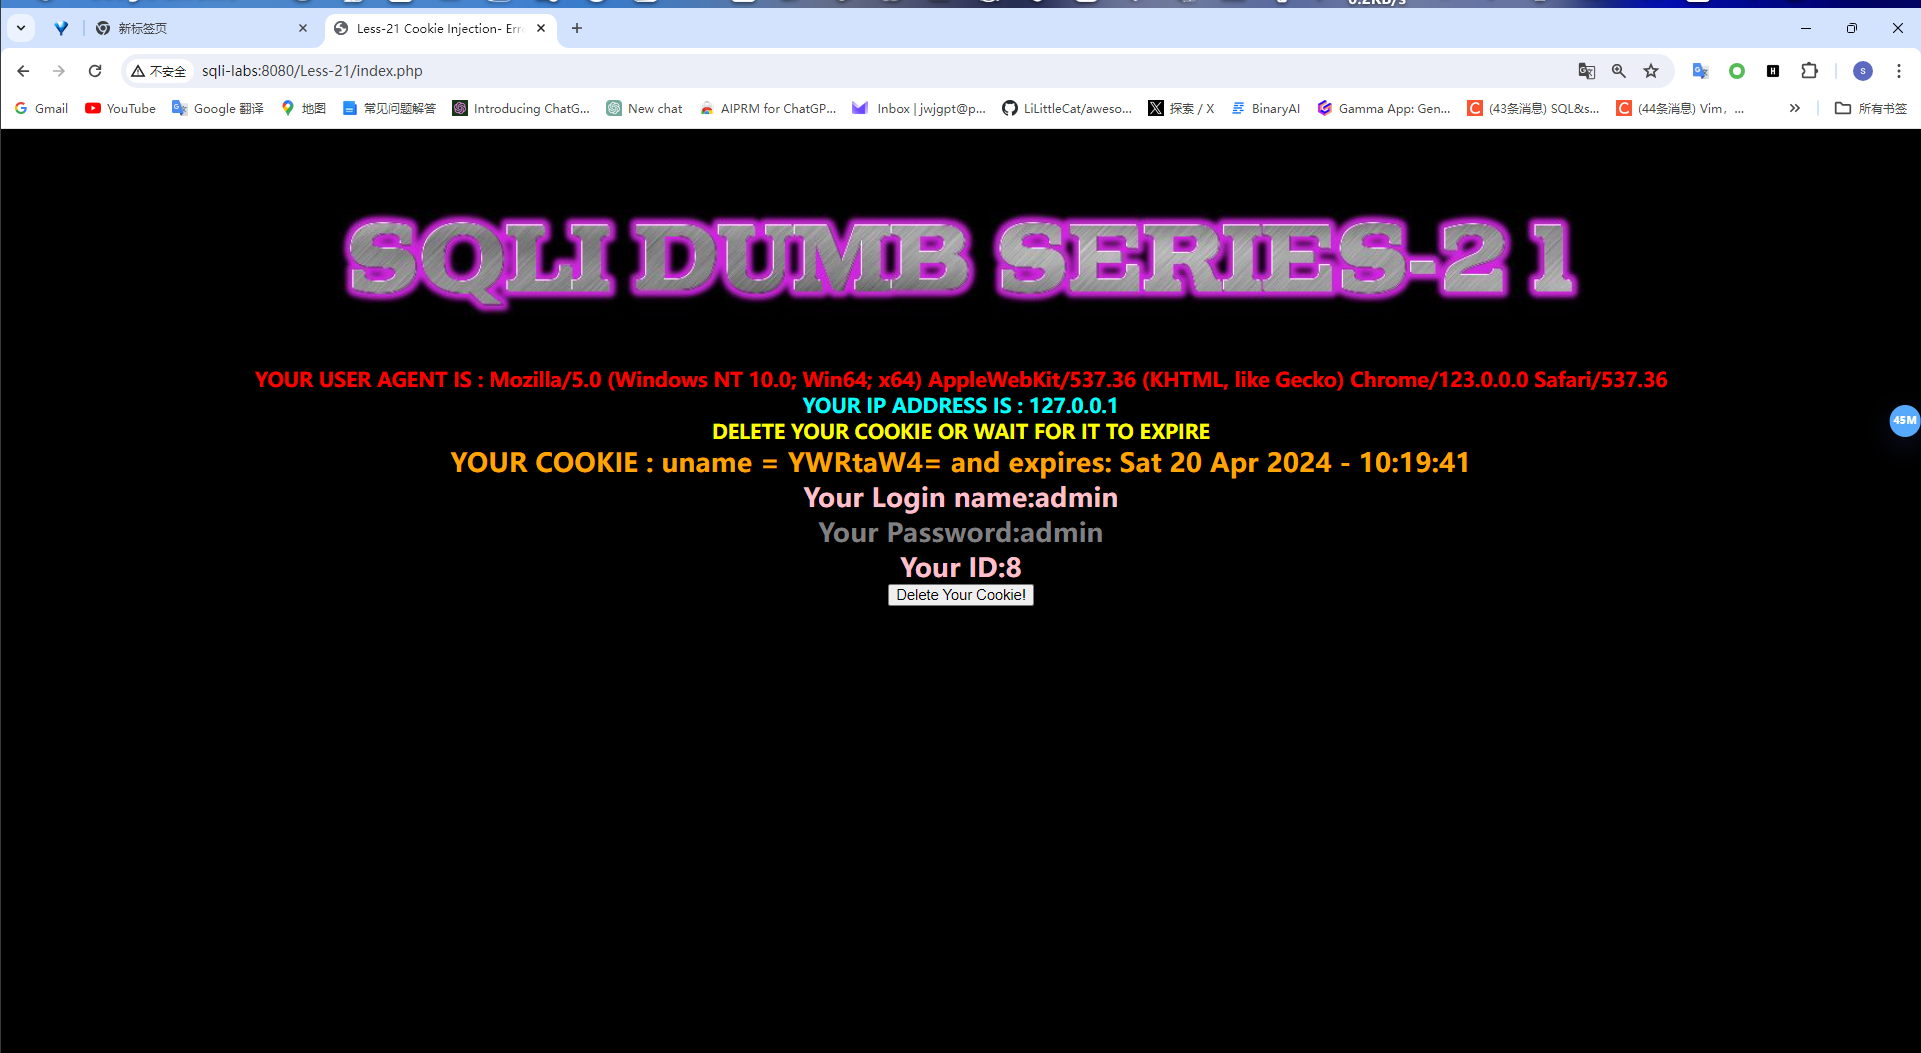 0.2KB/s
新标签页
Less-21 Cookie Injection- Err
不安全
sqli-labs:8080/Less-21/index.php
S
Gmail YouTube Google 翻译 地图 常见问题解答 Introducing ChatG... New chat AIPRM for ChatGP... Inbox | jwjgpt@p... LiLittleCat/aweso... 探索 / X BinaryAI Gamma App: Gen... (43条消息) SQL&s... (44条消息) Vim，... 所有书签
SQLI DUMB SERIES-21
YOUR USER AGENT IS : Mozilla/5.0 (Windows NT 10.0; Win64; x64) AppleWebKit/537.36 (KHTML, like Gecko) Chrome/123.0.0.0 Safari/537.36
YOUR IP ADDRESS IS : 127.0.0.1
45M
DELETE YOUR COOKIE OR WAIT FOR IT TO EXPIRE
YOUR COOKIE : uname = YWRtaW4= and expires: Sat 20 Apr 2024 - 10:19:41
Your Login name:admin
Your Password:admin
Your ID:8
Delete Your Cookie!